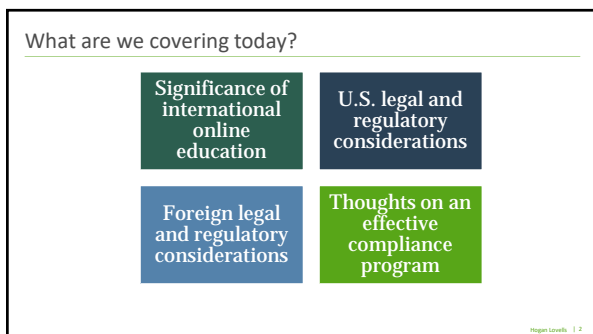 What are we covering today?
Significance of
international
online
education
U.S. legal and
regulatory
considerations
Foreign legal
and regulatory
considerations
Thoughts on an
effective
compliance
program
Hogan Lovells | 2